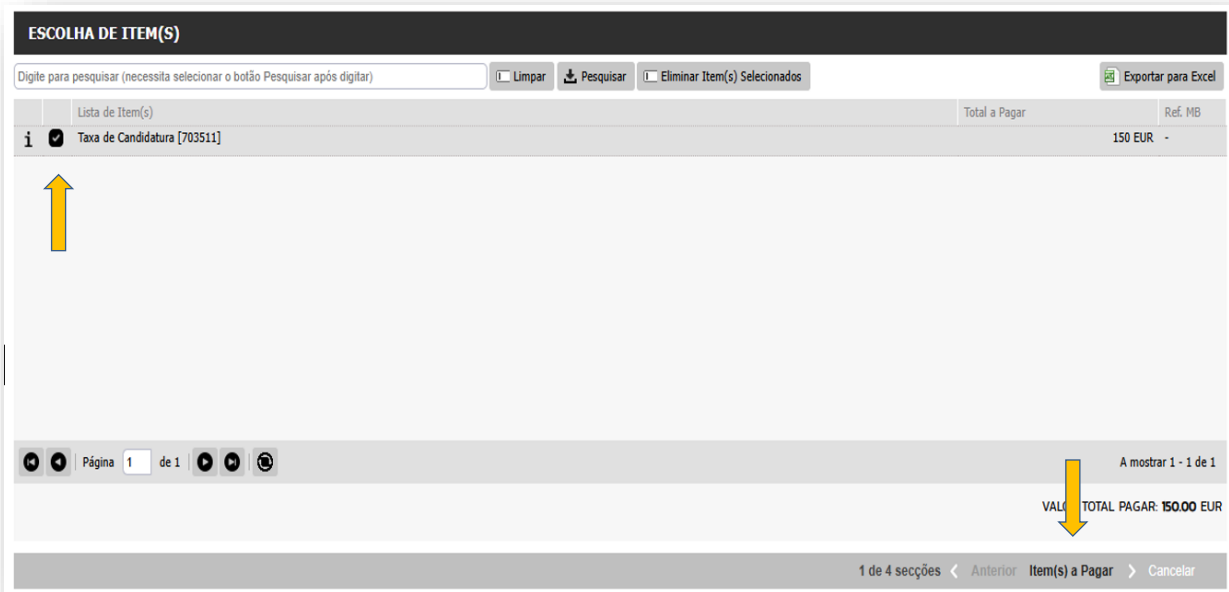 ESCOLHA DE ITEM(S)
Digite para pesquisar (necessita selecionar o botão Pesquisar após digitar) Limpar Pesquisar Eliminar Item(s) Selecionados Exportar para Excel
Lista de Item(s) Total a Pagar Ref. MB
i Taxa de Candidatura [703511] 150 EUR -
Página 1 de 1 A mostrar 1 - 1 de 1
TOTAL PAGAR: 150.00 EUR
1 de 4 secções Anterior Item(s) a Pagar Cancelar